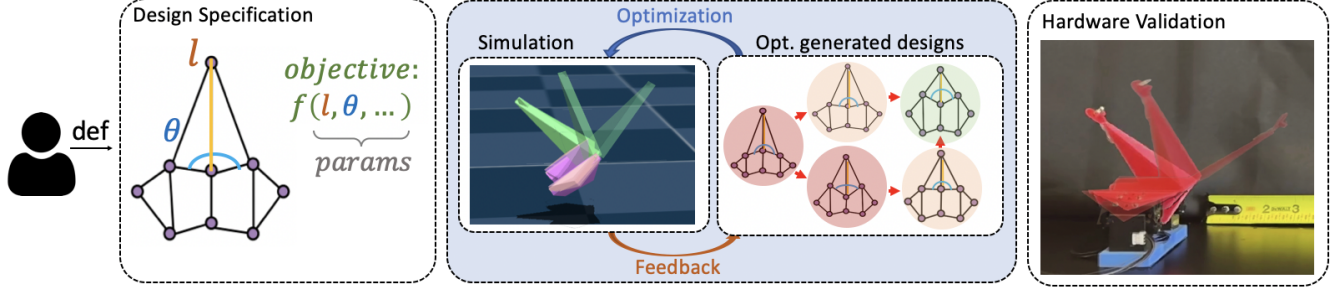 Design Specification
def
l
θ
objective:
f(l, θ, ...)
params
Optimization
Simulation
Opt. generated designs
Feedback
Hardware Validation
2 3